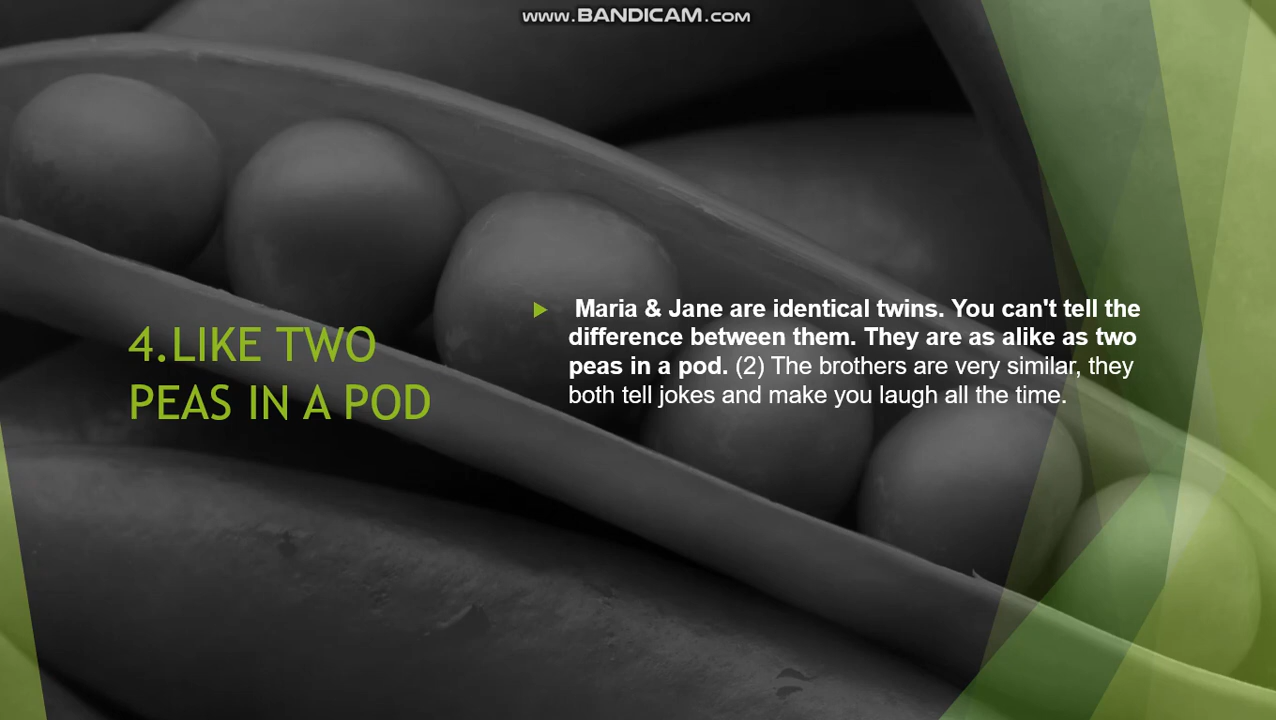 www.BANDICAM.com
4.LIKE TWO
PEAS IN A POD
Maria & Jane are identical twins. You can't tell the
difference between them. They are as alike as two
peas in a pod. (2) The brothers are very similar, they
both tell jokes and make you laugh all the time.